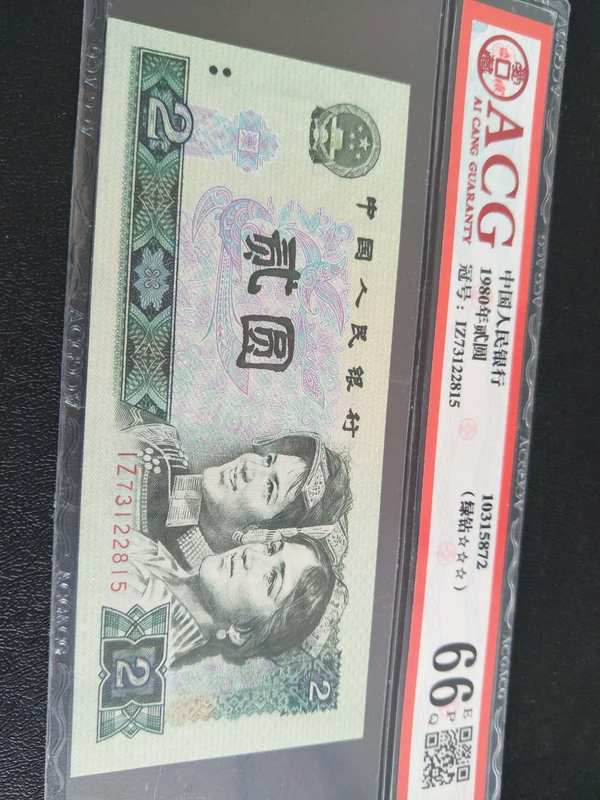 ACG
AI CANG GUARANTY
中国人民银行
1980年贰圆
冠号：IZ73122815
10315872
（绿钻☆☆☆）
66
E
P
Q
中国人民银行
贰圆
2
IZ73122815
2
2